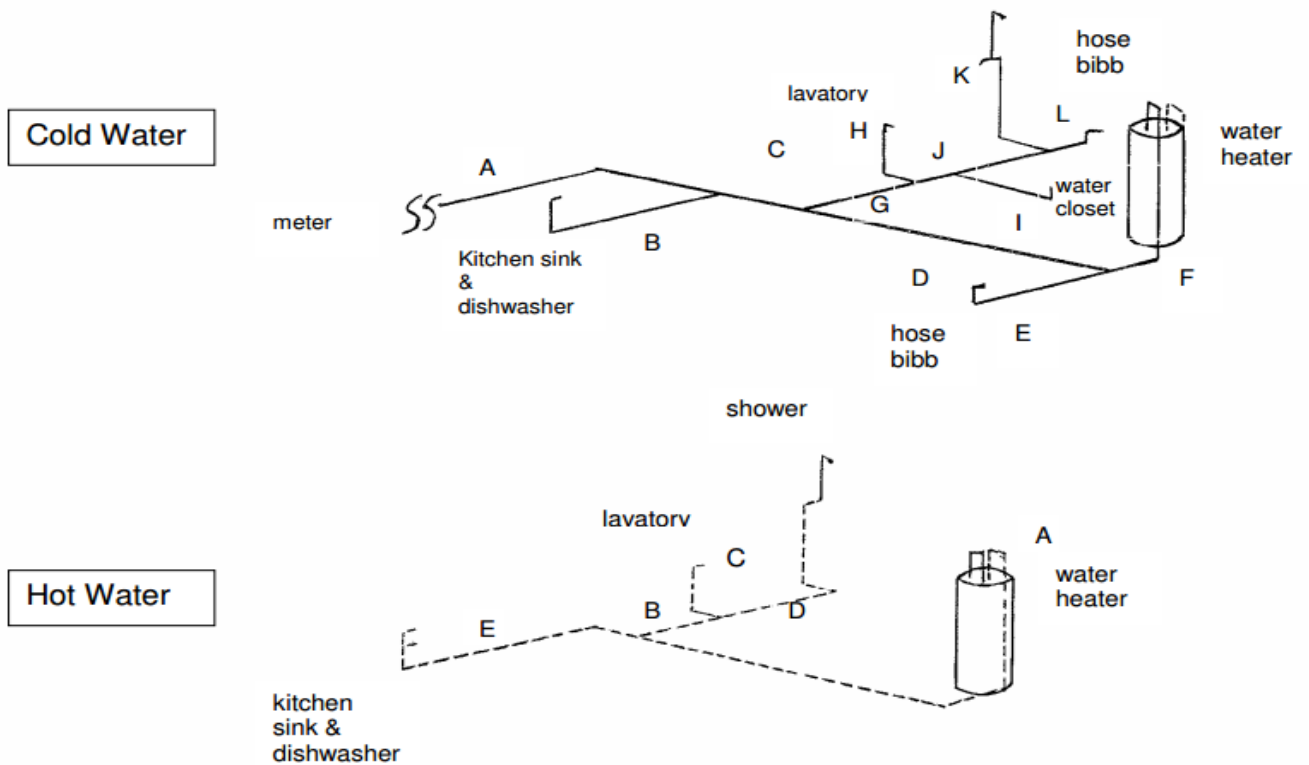 hose
bibb
K
lavatory
L
Cold Water
H
water
heater
C
J
A
water
closet
G
meter
I
B
Kitchen sink
&
dishwasher
D
F
hose
bibb
E
shower
lavatory
A
C
water
heater
Hot Water
B
D
E
kitchen
sink &
dishwasher